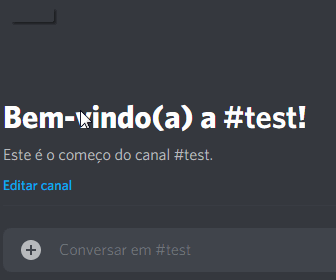 Bem-vindo(a) a #test!
Este é o começo do canal #test.
Editar canal
Conversar em #test